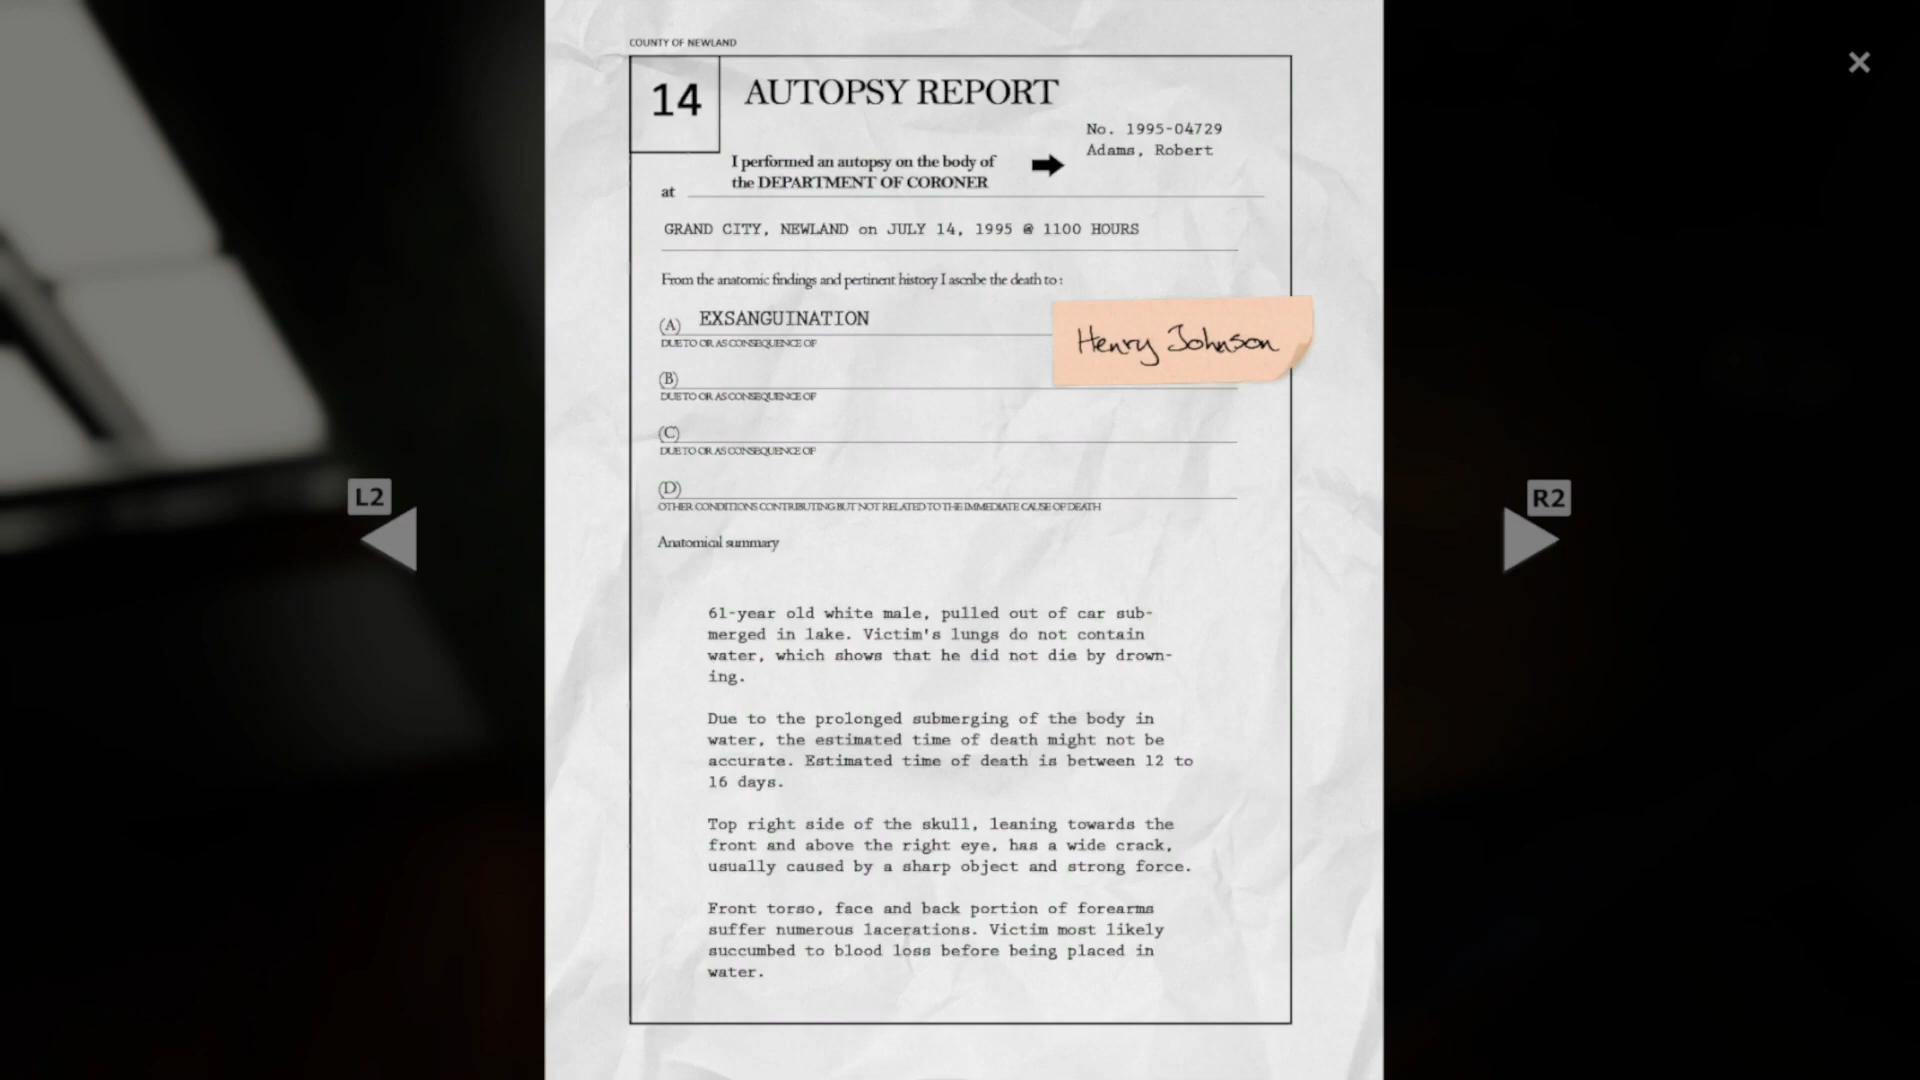 COUNTY OF NEWLAND
14
AUTOPSY REPORT
No. 1995-04729
Adams, Robert
I performed an autopsy on the body of
the DEPARTMENT OF CORONER
at
GRAND CITY, NEWLAND on JULY 14, 1995 @ 1100 HOURS
From the anatomic findings and pertinent history I ascribe the death to :
(A) EXSANGUINATION
DUE TO OR AS CONSEQUENCE OF
Henry Johnson
(B)
DUE TO OR AS CONSEQUENCE OF
(C)
DUE TO OR AS CONSEQUENCE OF
(D)
OTHER CONDITIONS CONTRIBUTING BUT NOT RELATED TO THE IMMEDIATE CAUSE OF DEATH
L2
R2
Anatomical summary
61-year old white male, pulled out of car sub-
merged in lake. Victim's lungs do not contain
water, which shows that he did not die by drown-
ing.
Due to the prolonged submerging of the body in
water, the estimated time of death might not be
accurate. Estimated time of death is between 12 to
16 days.
Top right side of the skull, leaning towards the
front and above the right eye, has a wide crack,
usually caused by a sharp object and strong force.
Front torso, face and back portion of forearms
suffer numerous lacerations. Victim most likely
succumbed to blood loss before being placed in
water.